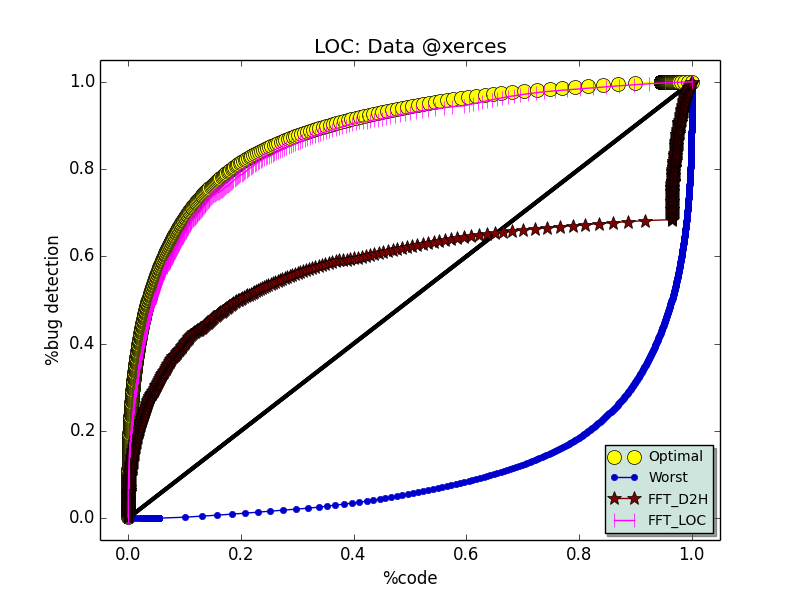 LOC: Data @xerces
1.0
0.8
0.6
0.4
0.2
0.0
%bug detection
0.0 0.2 0.4 0.6 0.8 1.0
%code
Optimal
Worst
FFT_D2H
FFT_LOC